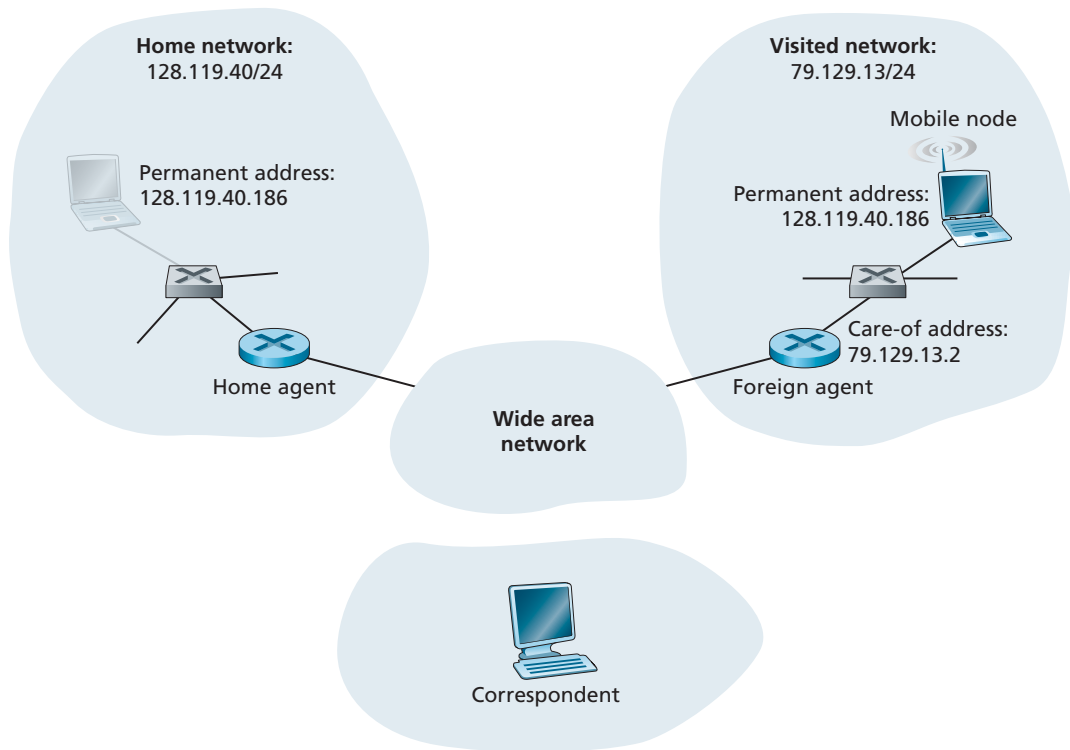 Home network:
128.119.40/24
Visited network:
79.129.13/24
Mobile node
Permanent address:
128.119.40.186
Permanent address:
128.119.40.186
Care-of address:
79.129.13.2
Home agent
Foreign agent
Wide area
network
Correspondent